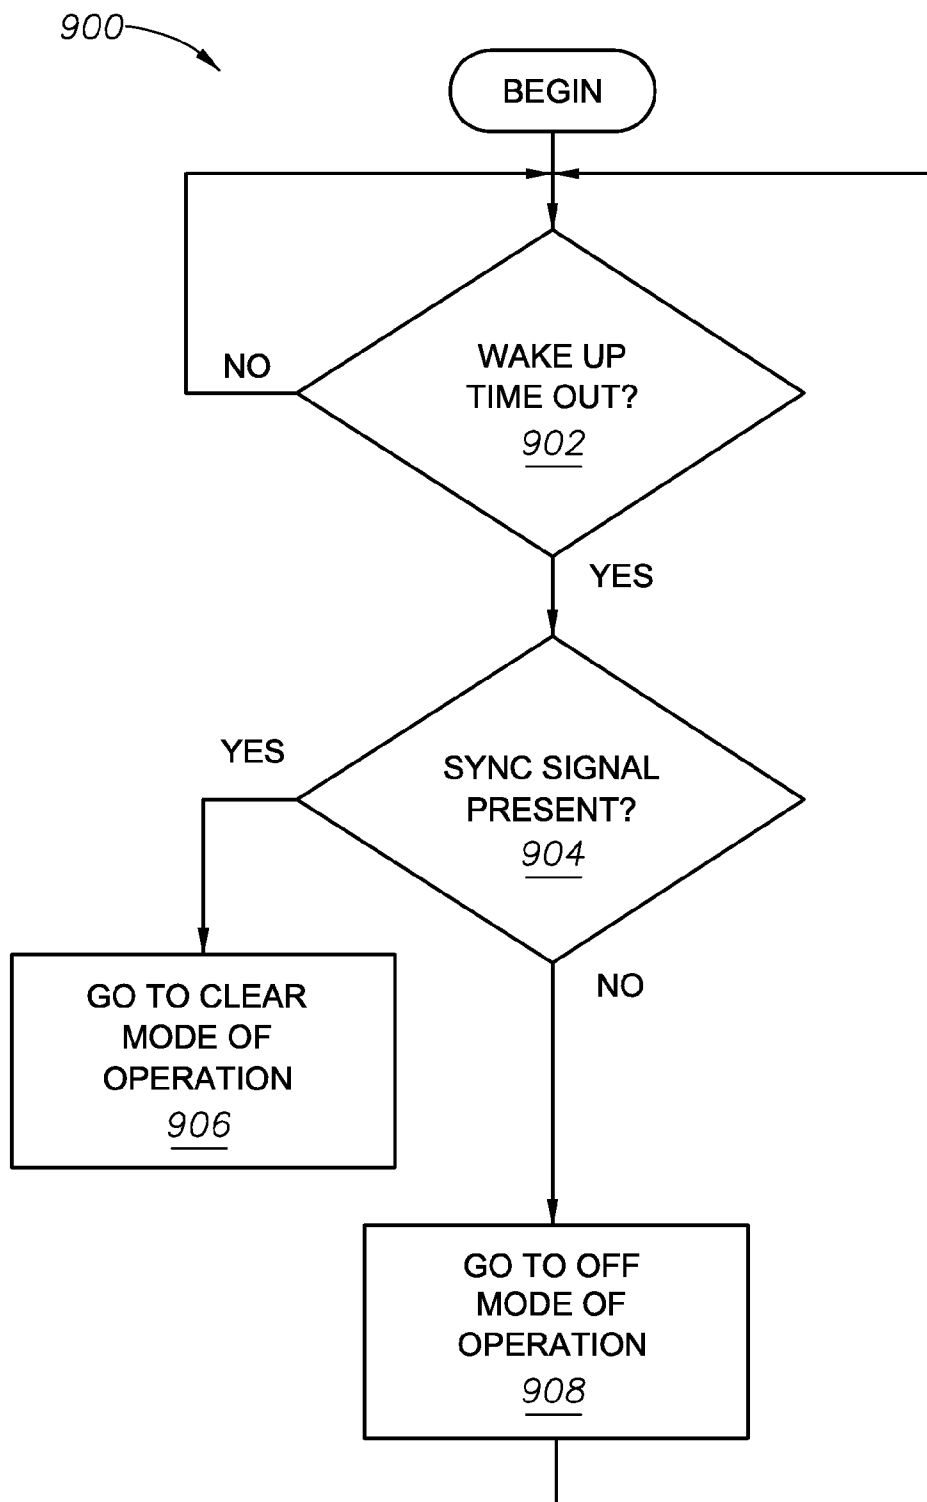 900
BEGIN
NO
WAKE UP
TIME OUT?
902
YES
YES
SYNC SIGNAL
PRESENT?
904
NO
GO TO CLEAR
MODE OF
OPERATION
906
GO TO OFF
MODE OF
OPERATION
908